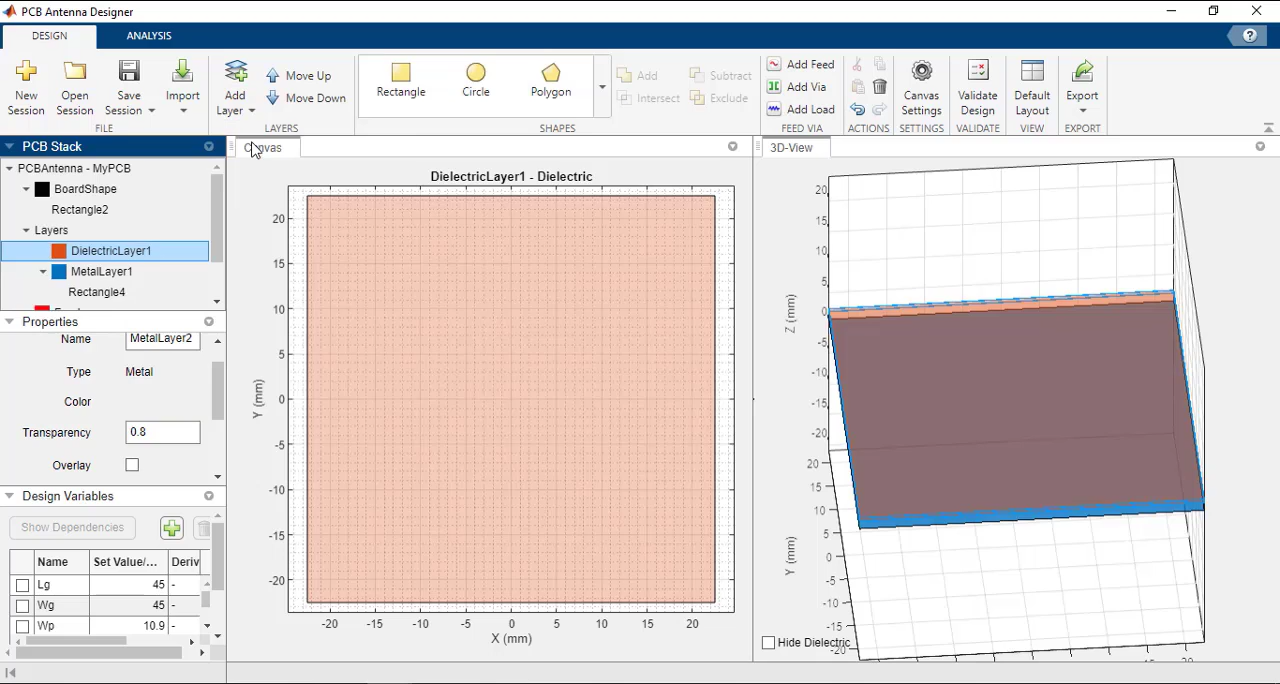 PCB Antenna Designer
DESIGN
ANALYSIS
New Session
Open Session
Save Session
Import
FILE
Add Layer
Move Up
Move Down
LAYERS
Rectangle
Circle
Polygon
Add
Subtract
Intersect
Exclude
SHAPES
Add Feed
Add Via
Add Load
FEED VIA
ACTIONS
Canvas Settings
SETTINGS
Validate Design
VALIDATE
Default Layout
VIEW
Export
EXPORT
PCB Stack
PCBAntenna - MyPCB
BoardShape
Rectangle2
Layers
DielectricLayer1
MetalLayer1
Rectangle4
Properties
Name MetalLayer2
Type Metal
Color
Transparency 0.8
Overlay
Design Variables
Show Dependencies
Name Set Value/... Deriv
Lg 45 -
Wg 45 -
Wp 10.9 -
Canvas
DielectricLayer1 - Dielectric
20
15
10
5
0
-5
-10
-15
-20
Y (mm)
-20 -15 -10 -5 0 5 10 15 20
X (mm)
3D-View
20
15
10
5
0
-5
-10
-15
-20
Z (mm)
20
15
10
5
0
-5
-10
-15
-20
Y (mm)
Hide Dielectric